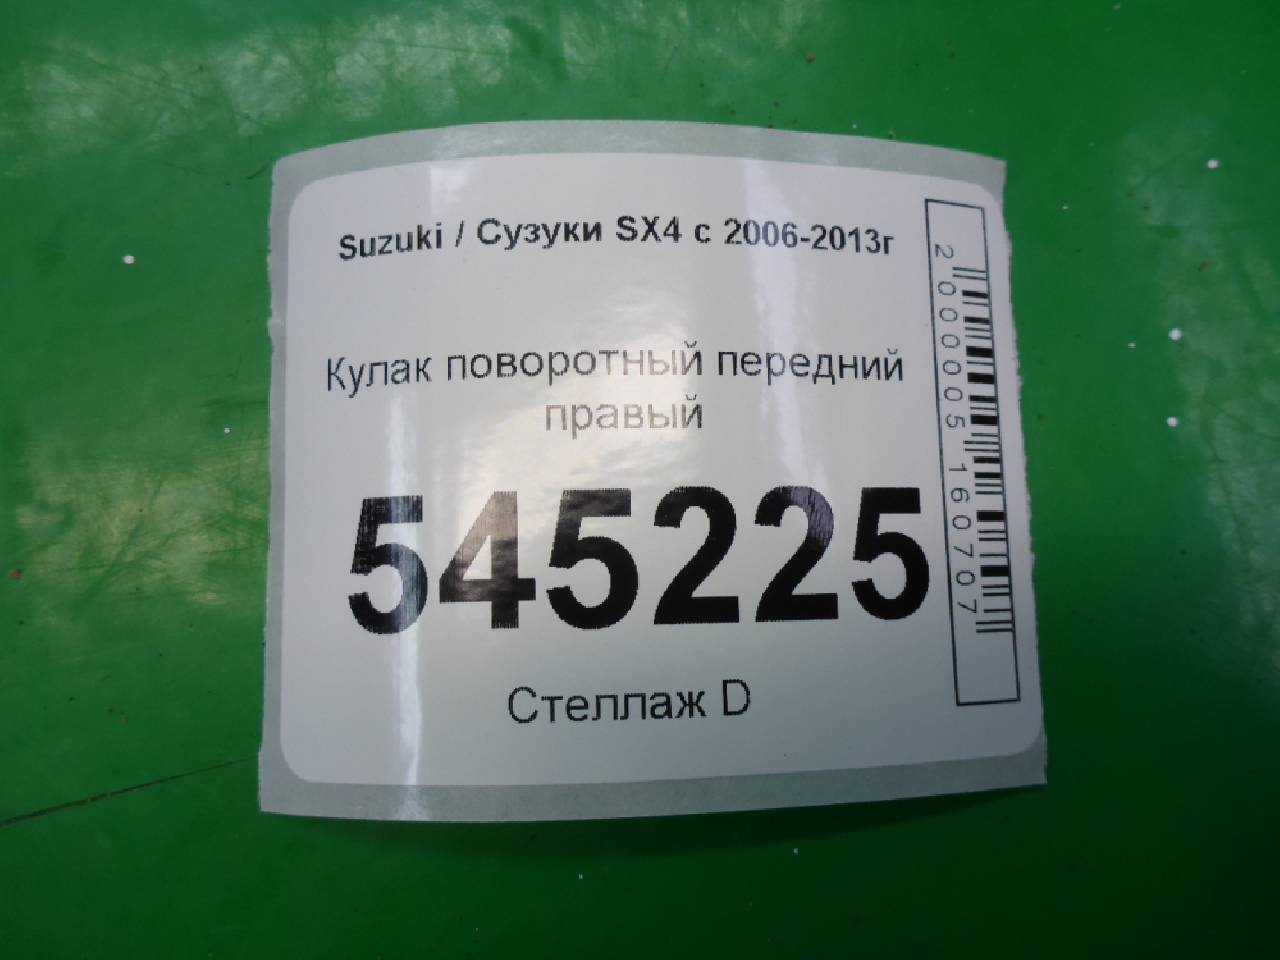 Suzuki / Сузуки SX4 с 2006-2013г
Кулак поворотный передний
правый
545225
Стеллаж D
2000005160707